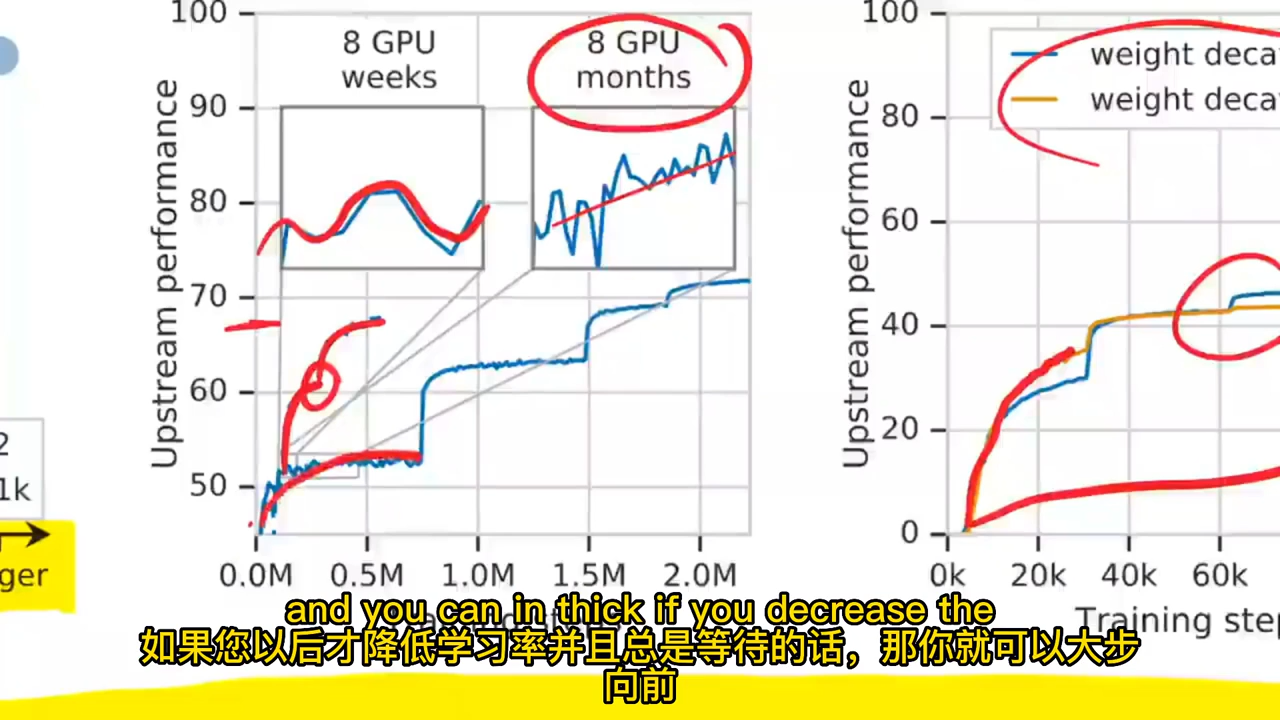 100
90
80
70
60
50
Upstream performance
8 GPU
weeks
8 GPU
months
0.0M 0.5M 1.0M 1.5M 2.0M
100
80
60
40
20
0
Upstream performance
weight deca
weight deca
0k 20k 40k 60k
Training step
2
1k
ger
and you can in thick if you decrease the
如果您以后才降低学习率并且总是等待的话，那你就可以大步
向前